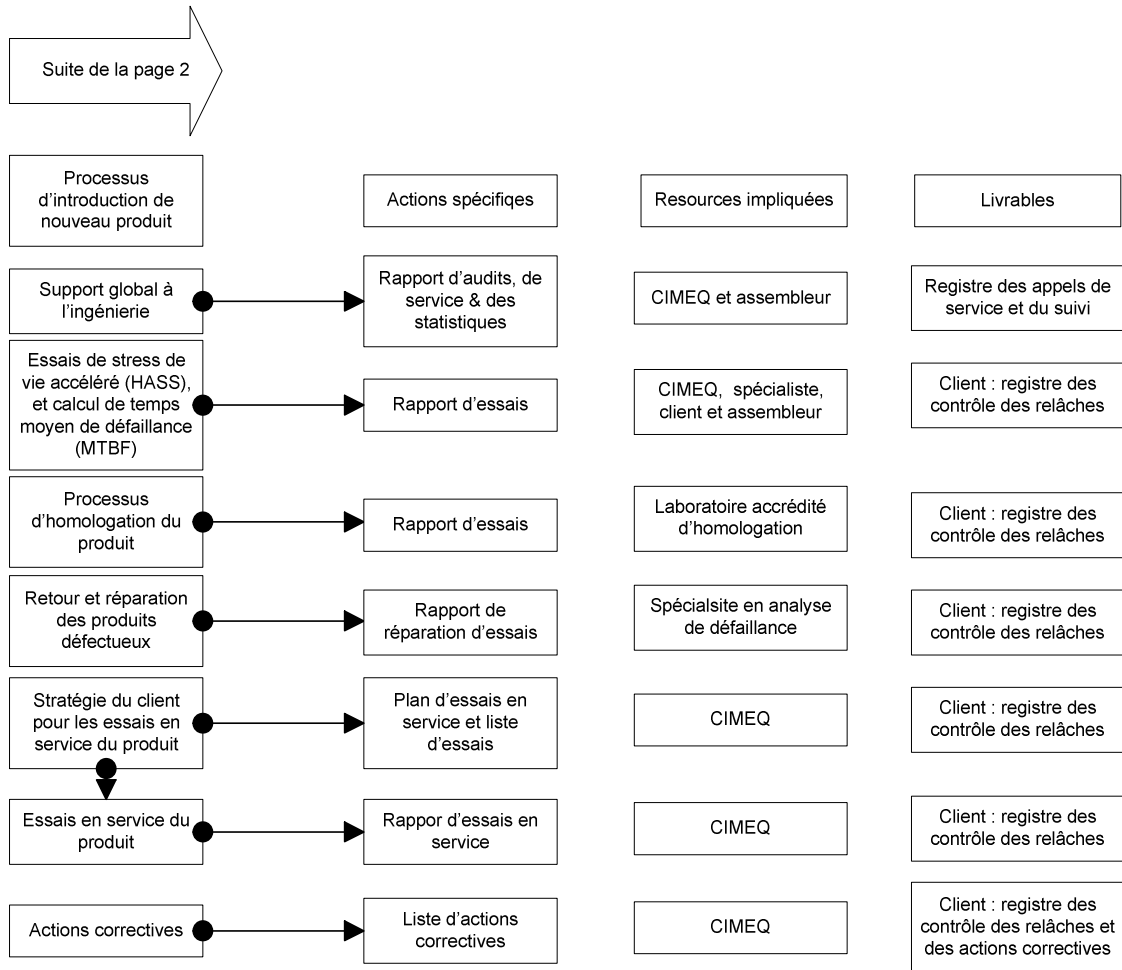 Suite de la page 2
Processus
d’introduction de
nouveau produit
Actions spécifiqes
Resources impliquées
Livrables
Support global à
l’ingénierie
Rapport d’audits, de
service & des
statistiques
CIMEQ et assembleur
Registre des appels de
service et du suivi
Essais de stress de
vie accéléré (HASS),
et calcul de temps
moyen de défaillance
(MTBF)
Rapport d’essais
CIMEQ, spécialiste,
client et assembleur
Client : registre des
contrôle des relâches
Processus
d’homologation du
produit
Rapport d’essais
Laboratoire accrédité
d’homologation
Client : registre des
contrôle des relâches
Retour et réparation
des produits
défectueux
Rapport de
réparation d’essais
Spécialsite en analyse
de défaillance
Client : registre des
contrôle des relâches
Stratégie du client
pour les essais en
service du produit
Plan d’essais en
service et liste
d’essais
CIMEQ
Client : registre des
contrôle des relâches
Essais en service du
produit
Rappor d’essais en
service
CIMEQ
Client : registre des
contrôle des relâches
Actions correctives
Liste d’actions
correctives
CIMEQ
Client : registre des
contrôle des relâches et
des actions correctives